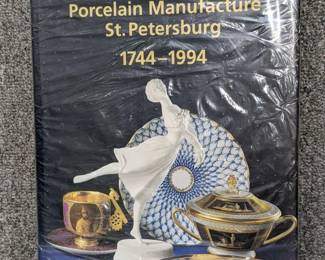 Porcelain Manufacture
St. Petersburg
1744–1994